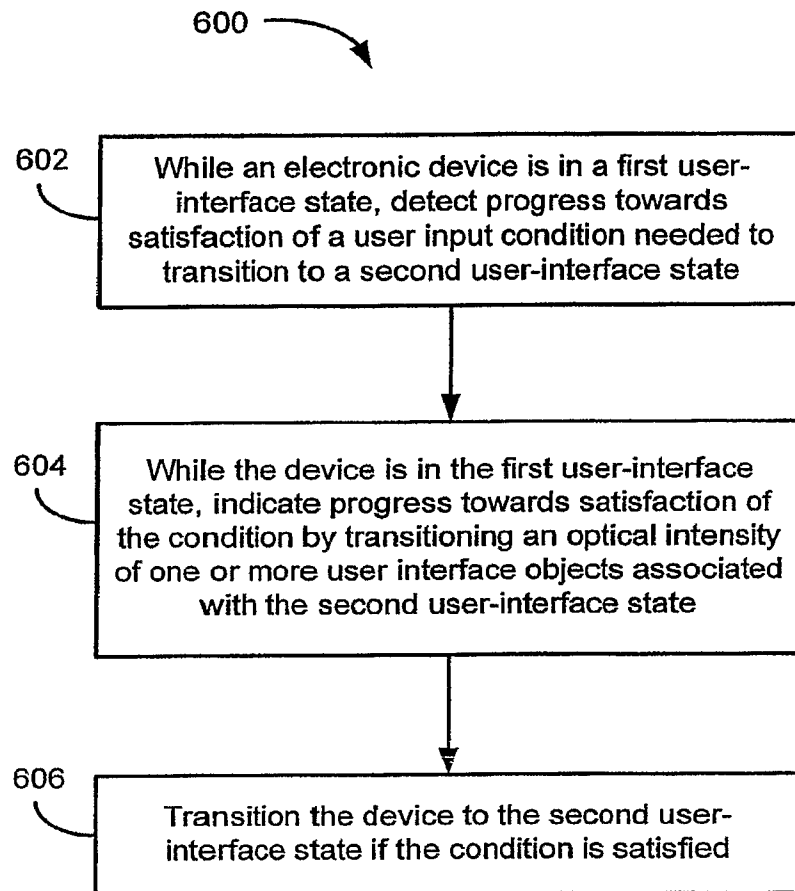 600
602
While an electronic device is in a first user-
interface state, detect progress towards
satisfaction of a user input condition needed to
transition to a second user-interface state
604
While the device is in the first user-interface
state, indicate progress towards satisfaction of
the condition by transitioning an optical intensity
of one or more user interface objects associated
with the second user-interface state
606
Transition the device to the second user-
interface state if the condition is satisfied